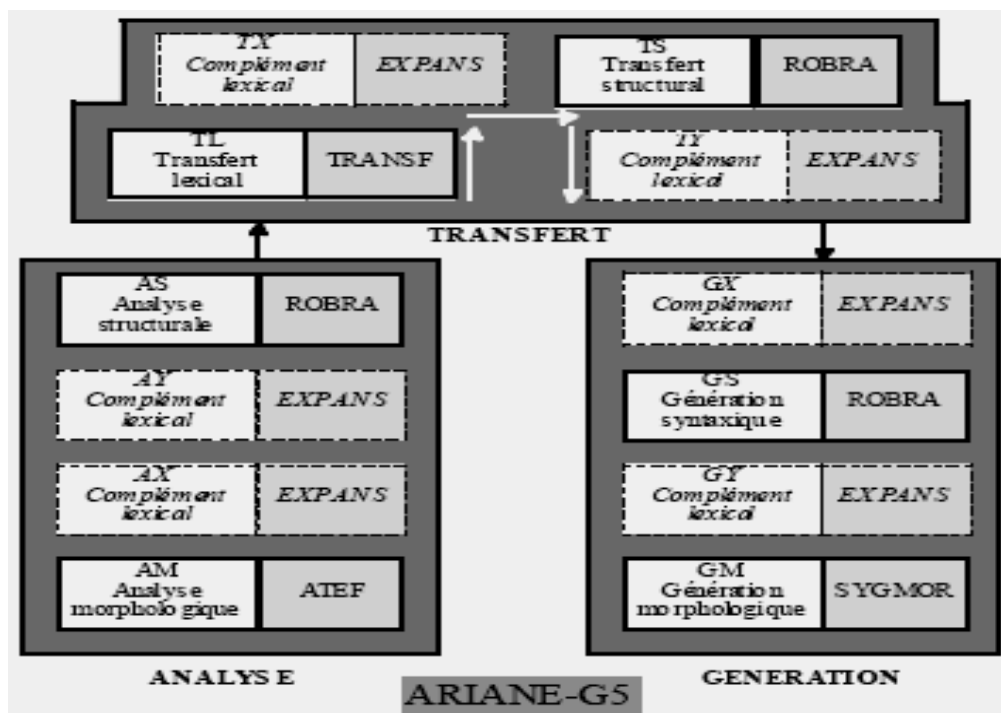 TX
Complément
lexical
EXPANS
TS
Transfert
structural
ROBRA
TL
Transfert
lexical
TRANSF
TY
Complément
lexical
EXPANS
TRANSFERT
AS
Analyse
structurale
ROBRA
AY
Complément
lexical
EXPANS
AX
Complément
lexical
EXPANS
AM
Analyse
morphologique
ATEF
ANALYSE
GX
Complément
lexical
EXPANS
GS
Génération
syntaxique
ROBRA
GY
Complément
lexical
EXPANS
GM
Génération
morphologique
SYGMOR
GENERATION
ARIANE-G5